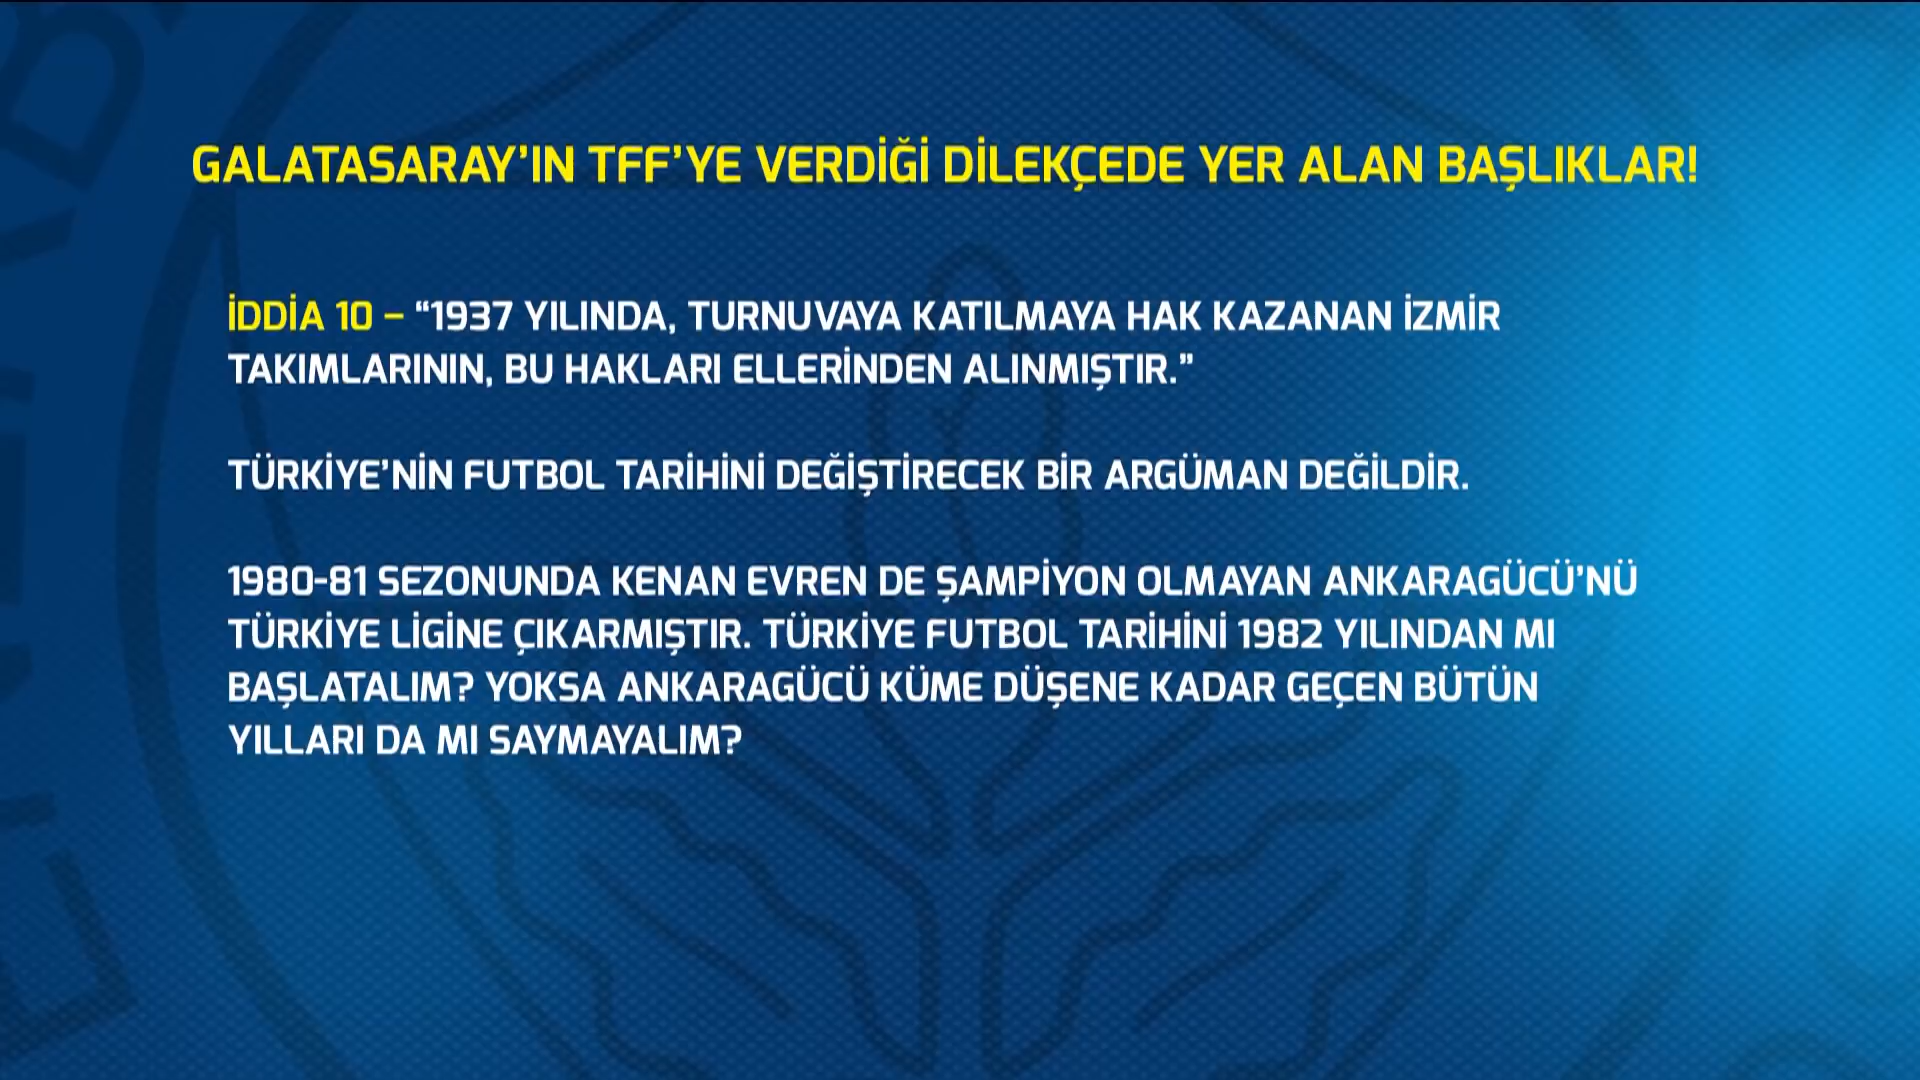 GALATASARAY’IN TFF’YE VERDİĞİ DİLEKÇEDE YER ALAN BAŞLIKLAR!
İDDİA 10 – “1937 YILINDA, TURNUVAYA KATILMAYA HAK KAZANAN İZMİR
TAKIMLARININ, BU HAKLARI ELLERİNDEN ALINMIŞTIR.”
TÜRKİYE’NİN FUTBOL TARİHİNİ DEĞİŞTİRECEK BİR ARGÜMAN DEĞİLDİR.
1980-81 SEZONUNDA KENAN EVREN DE ŞAMPİYON OLMAYAN ANKARAGÜCÜ’NÜ
TÜRKİYE LİGİNE ÇIKARMIŞTIR. TÜRKİYE FUTBOL TARİHİNİ 1982 YILINDAN MI
BAŞLATALIM? YOKSA ANKARAGÜCÜ KÜME DÜŞENE KADAR GEÇEN BÜTÜN
YILLARI DA MI SAYMAYALIM?